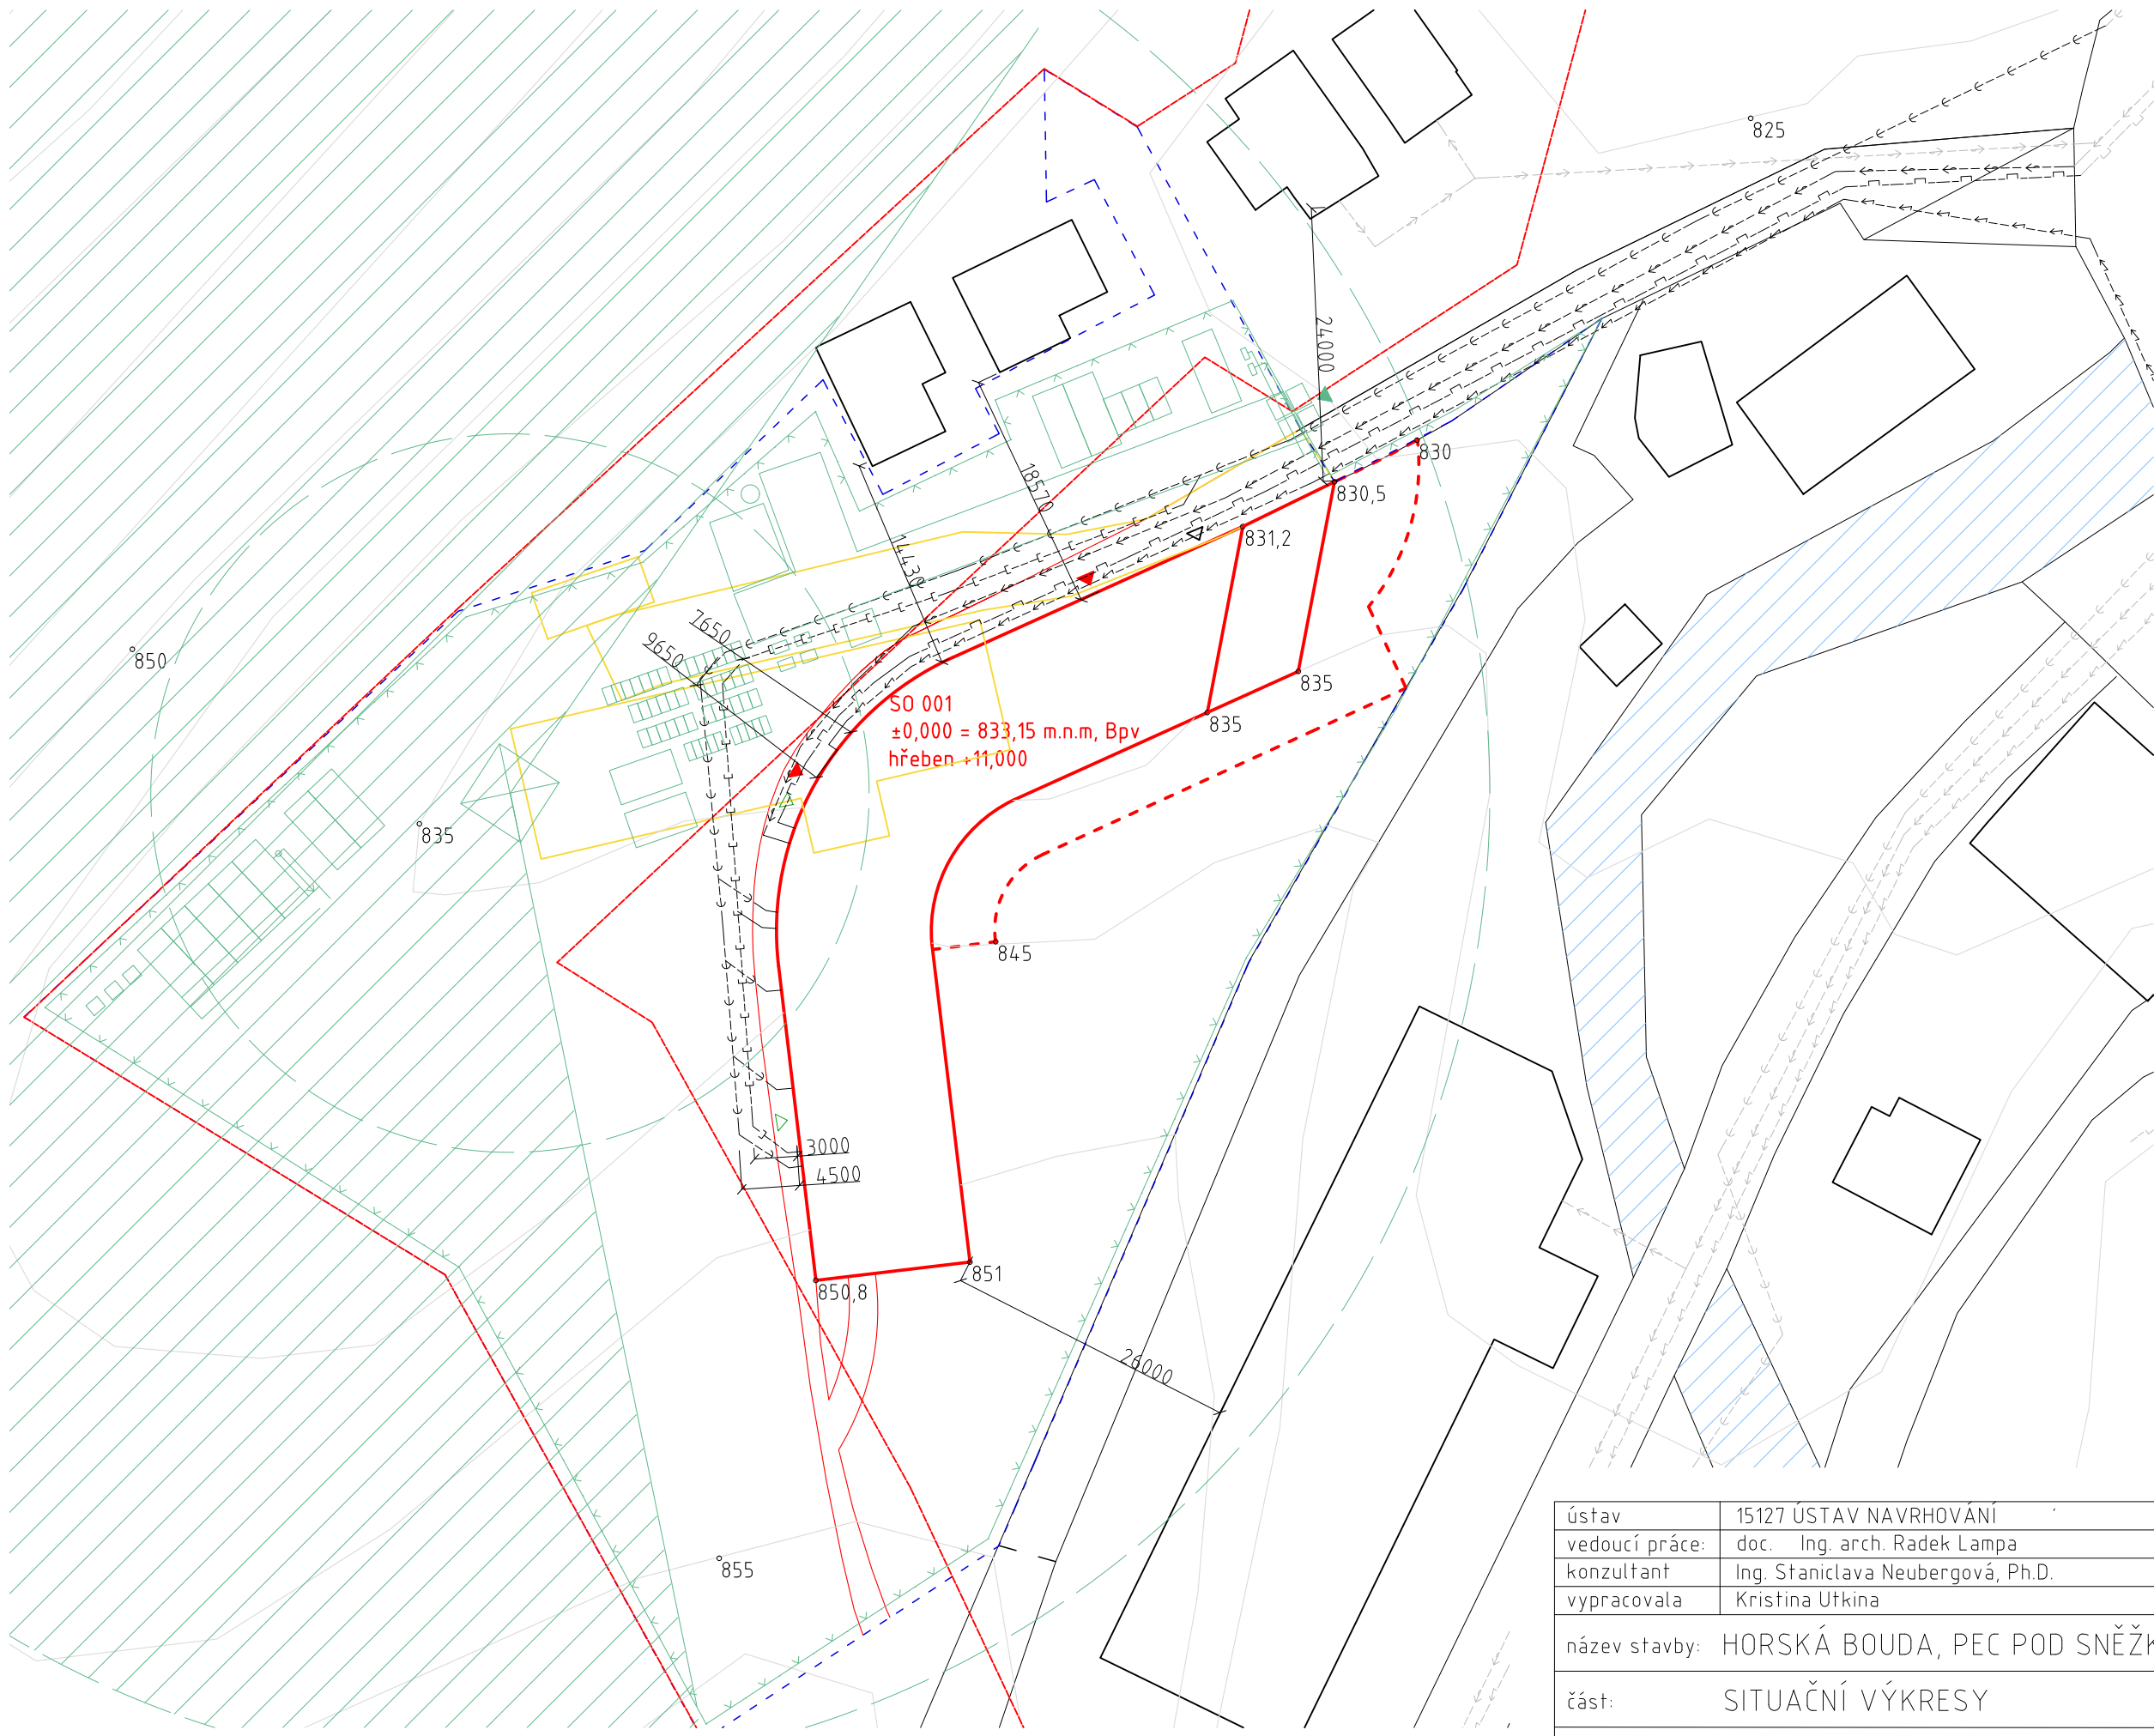 825
24000
830
830,5
18570
831,2
14430
7650
9650
850
835
835
SO 001
±0,000 = 833,15 m.n.m, Bpv
hřeben +11,000
835
845
3000
4500
851
850,8
26000
855
ústav 15127 ÚSTAV NAVRHOVÁNÍ
vedoucí práce: doc. Ing. arch. Radek Lampa
konzultant Ing. Staniclava Neubergová, Ph.D.
vypracovala Kristina Utkina
název stavby: HORSKÁ BOUDA, PEC POD SNĚŽK
část: SITUAČNÍ VÝKRESY